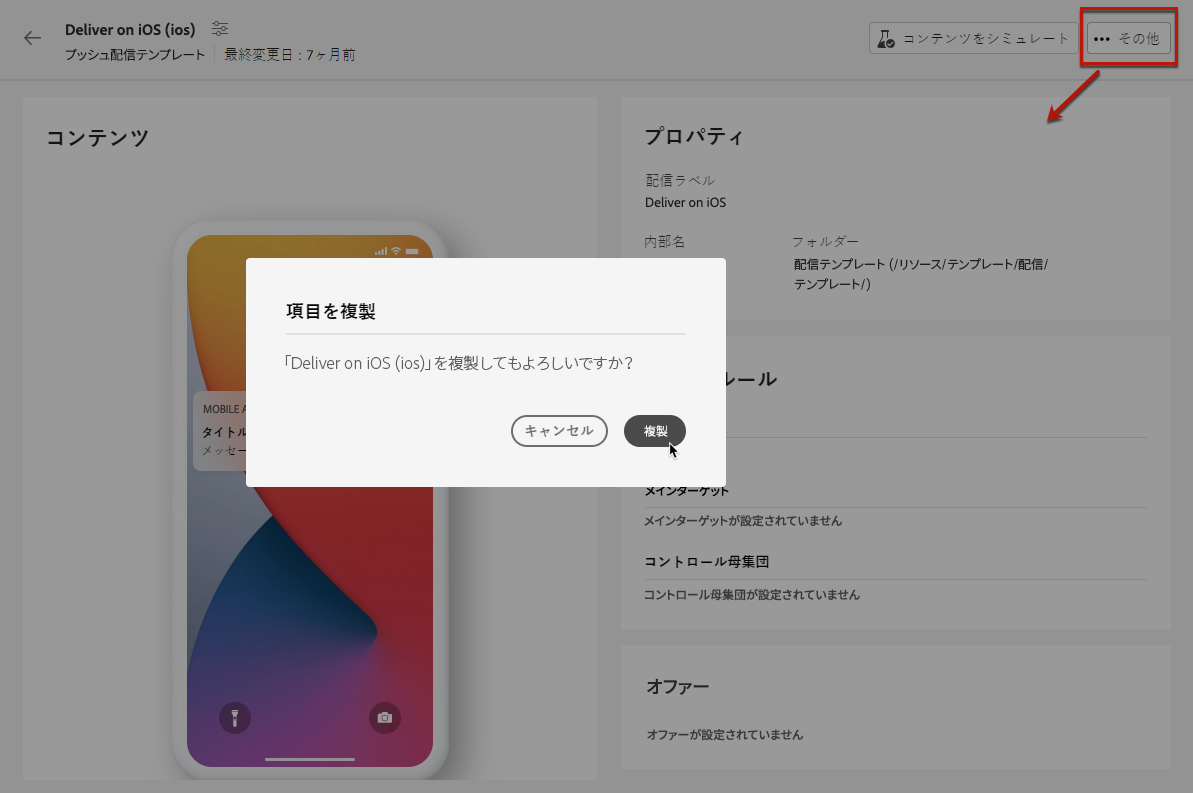 Deliver on iOS (ios)
プッシュ配信テンプレート 最終変更日：7ヶ月前
コンテンツをシミュレート
••• その他
コンテンツ
MOBILE A
タイトル
メッセー
プロパティ
配信ラベル
Deliver on iOS
内部名
フォルダー
配信テンプレート (/リソース/テンプレート/配信/
テンプレート/)
項目を複製
「Deliver on iOS (ios)」を複製してもよろしいですか？
キャンセル
複製
ルール
メインターゲット
メインターゲットが設定されていません
コントロール母集団
コントロール母集団が設定されていません
オファー
オファーが設定されていません